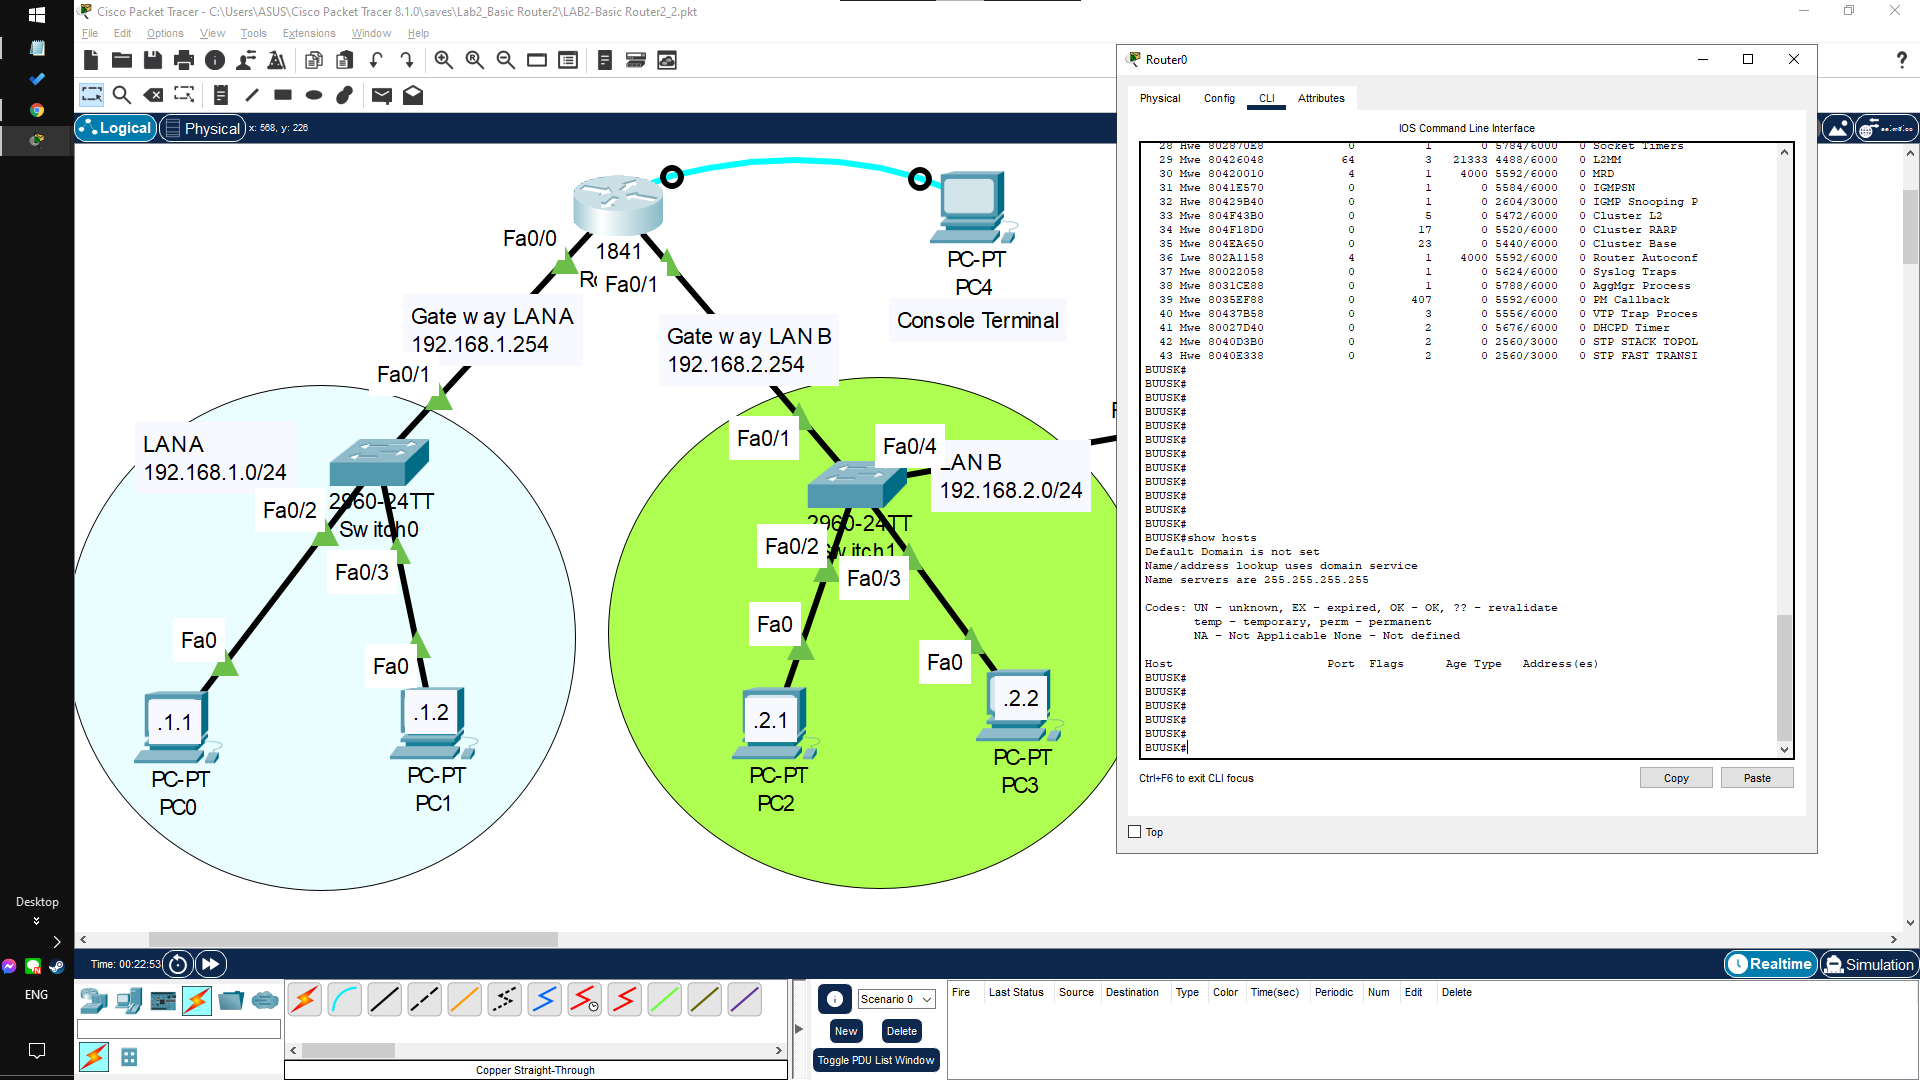 Cisco Packet Tracer - C:\Users\ASUS\Cisco Packet Tracer 8.1.0\saves\Lab2_Basic Router2\LAB2-Basic Router2_2.pkt
File Edit Options View Tools Extensions Window Help
Logical Physical x: 568, y: 226
1841
Fa0/0
Fa0/1
PC-PT
PC4
Console Terminal
Gate way LANA
192.168.1.254
Gate way LAN B
192.168.2.254
Fa0/1
LANA
192.168.1.0/24
Fa0/2
2960-24TT
Switch0
Fa0/3
Fa0
Fa0
.1.1
PC-PT
PC0
.1.2
PC-PT
PC1
Fa0/1
Fa0/4
LAN B
192.168.2.0/24
2960-24TT
Switch1
Fa0/2
Fa0/3
Fa0
Fa0
.2.1
PC-PT
PC2
.2.2
PC-PT
PC3
Router0
Physical Config CLI Attributes
IOS Command Line Interface
28 Hwe 802870E8 0 1 0 5784/6000 0 Socket Timers
29 Mwe 80426048 64 3 21333 4488/6000 0 L2MM
30 Mwe 80420010 4 1 4000 5592/6000 0 MRD
31 Mwe 8041E570 0 1 0 5584/6000 0 IGMPSN
32 Hwe 80429B40 0 1 0 2604/3000 0 IGMP Snooping P
33 Mwe 804F43B0 0 5 0 5472/6000 0 Cluster L2
34 Mwe 804F18D0 0 17 0 5520/6000 0 Cluster RARP
35 Mwe 804EA650 0 23 0 5440/6000 0 Cluster Base
36 Lwe 802A1158 4 1 4000 5592/6000 0 Router Autoconf
37 Mwe 80022058 0 1 0 5624/6000 0 Syslog Traps
38 Mwe 8031CE88 0 1 0 5788/6000 0 AggMgr Process
39 Mwe 8035EF88 0 407 0 5592/6000 0 PM Callback
40 Mwe 80437B58 0 3 0 5556/6000 0 VTP Trap Proces
41 Mwe 80027D40 0 2 0 5676/6000 0 DHCPD Timer
42 Mwe 8040D3B0 0 2 0 2560/3000 0 STP STACK TOPOL
43 Hwe 8040E338 0 2 0 2560/3000 0 STP FAST TRANSI
BUUSK#
BUUSK#
BUUSK#
BUUSK#
BUUSK#
BUUSK#
BUUSK#
BUUSK#
BUUSK#
BUUSK#
BUUSK#
BUUSK#
BUUSK#show hosts
Default Domain is not set
Name/address lookup uses domain service
Name servers are 255.255.255.255
Codes: UN - unknown, EX - expired, OK - OK, ?? - revalidate
temp - temporary, perm - permanent
NA - Not Applicable None - Not defined
Host Port Flags Age Type Address(es)
BUUSK#
BUUSK#
BUUSK#
BUUSK#
BUUSK#
BUUSK#
Ctrl+F6 to exit CLI focus
Copy Paste
Top
Desktop
ENG
Time: 00:22:53
Realtime Simulation
Scenario 0
New Delete
Toggle PDU List Window
Fire Last Status Source Destination Type Color Time(sec) Periodic Num Edit Delete
Copper Straight-Through